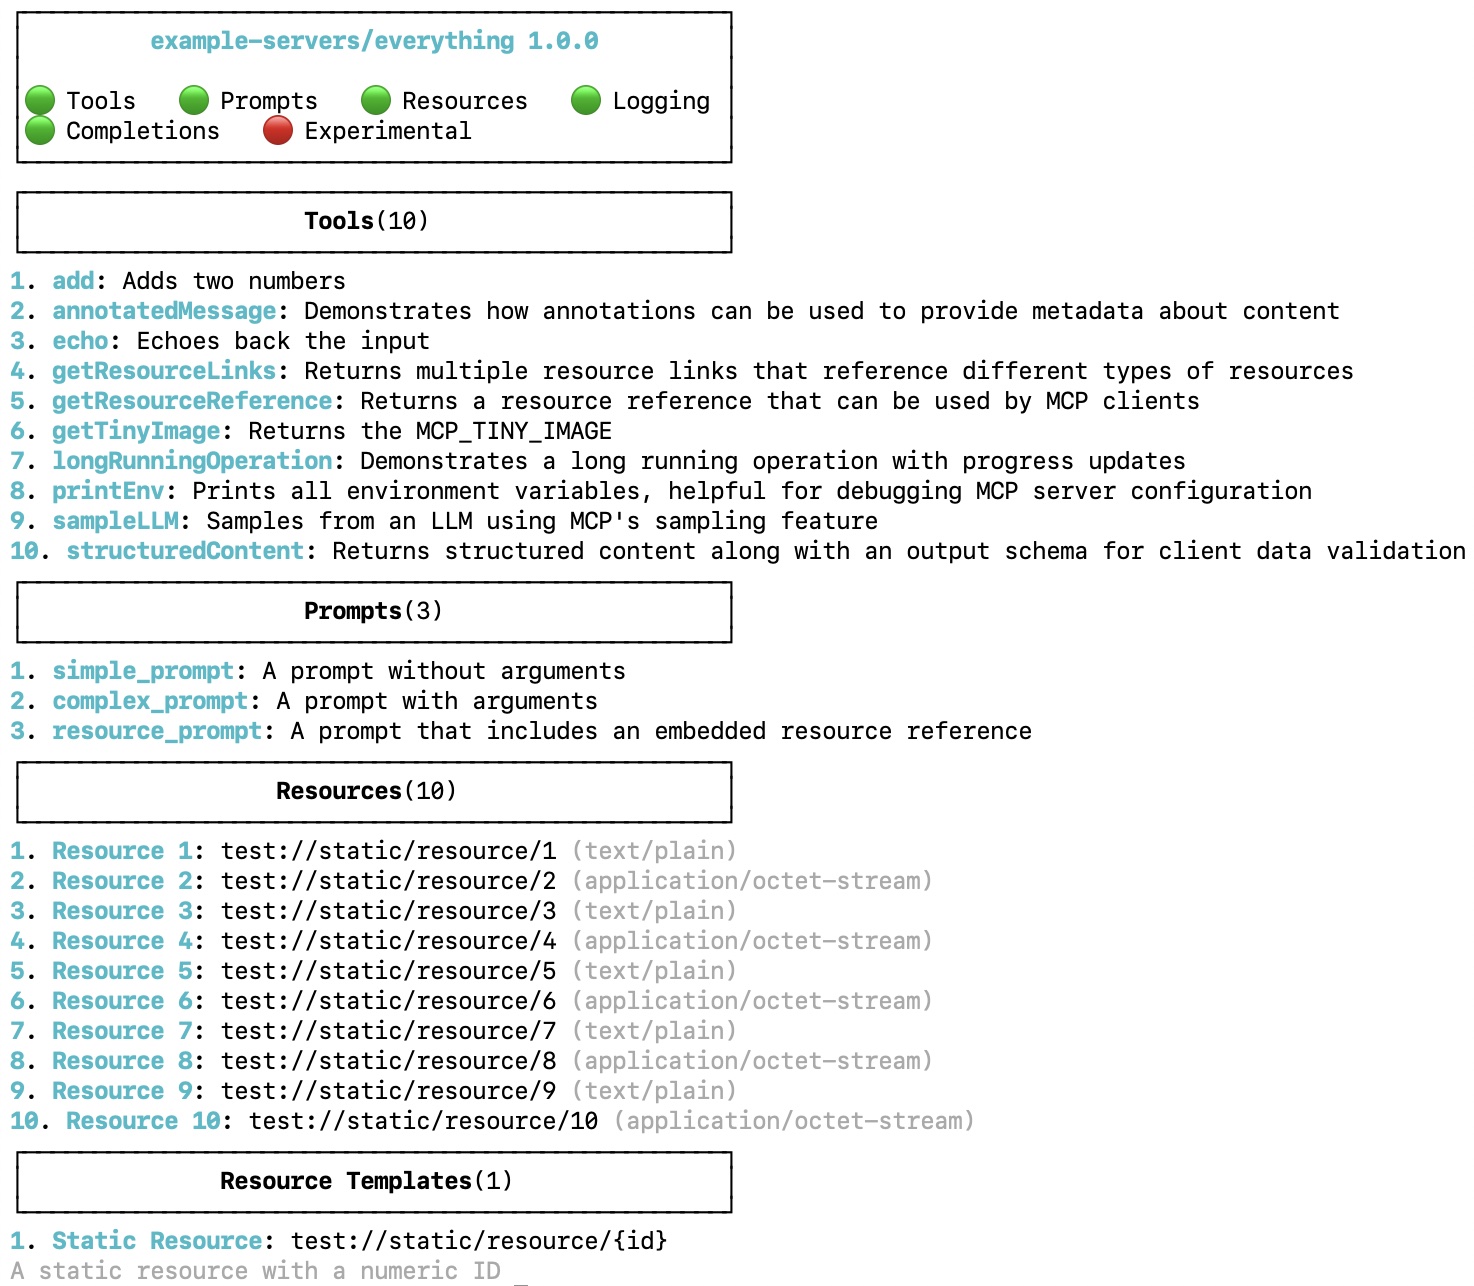 example-servers/everything 1.0.0
Tools Prompts Resources Logging
Completions Experimental
Tools(10)
1. add: Adds two numbers
2. annotatedMessage: Demonstrates how annotations can be used to provide metadata about content
3. echo: Echoes back the input
4. getResourceLinks: Returns multiple resource links that reference different types of resources
5. getResourceReference: Returns a resource reference that can be used by MCP clients
6. getTinyImage: Returns the MCP_TINY_IMAGE
7. longRunningOperation: Demonstrates a long running operation with progress updates
8. printEnv: Prints all environment variables, helpful for debugging MCP server configuration
9. sampleLLM: Samples from an LLM using MCP's sampling feature
10. structuredContent: Returns structured content along with an output schema for client data validation
Prompts(3)
1. simple_prompt: A prompt without arguments
2. complex_prompt: A prompt with arguments
3. resource_prompt: A prompt that includes an embedded resource reference
Resources(10)
1. Resource 1: test://static/resource/1 (text/plain)
2. Resource 2: test://static/resource/2 (application/octet-stream)
3. Resource 3: test://static/resource/3 (text/plain)
4. Resource 4: test://static/resource/4 (application/octet-stream)
5. Resource 5: test://static/resource/5 (text/plain)
6. Resource 6: test://static/resource/6 (application/octet-stream)
7. Resource 7: test://static/resource/7 (text/plain)
8. Resource 8: test://static/resource/8 (application/octet-stream)
9. Resource 9: test://static/resource/9 (text/plain)
10. Resource 10: test://static/resource/10 (application/octet-stream)
Resource Templates(1)
1. Static Resource: test://static/resource/{id}
A static resource with a numeric ID